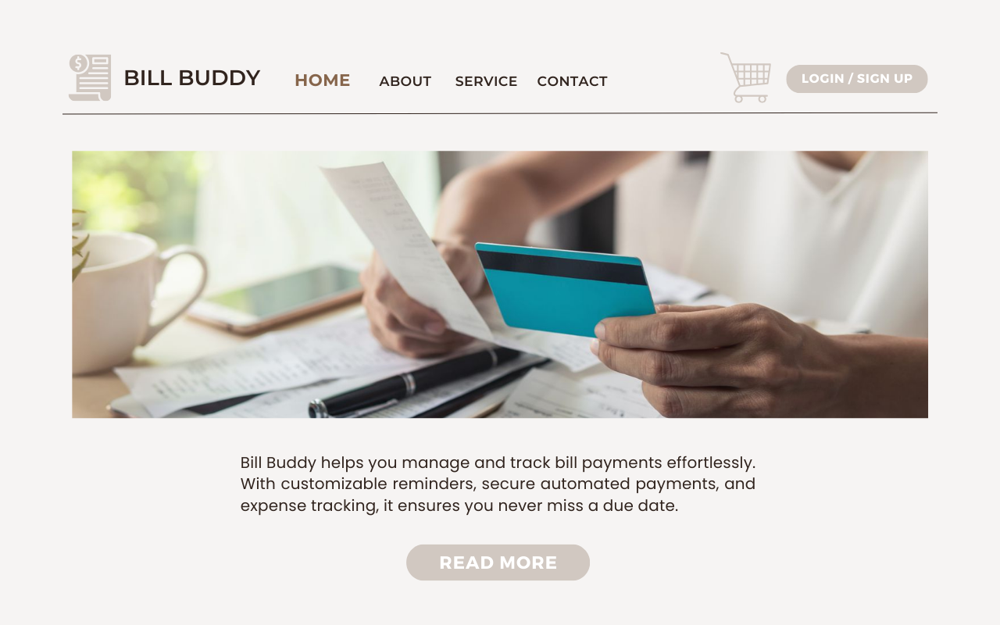 $
BILL BUDDY
HOME
ABOUT
SERVICE
CONTACT
LOGIN / SIGN UP
Bill Buddy helps you manage and track bill payments effortlessly.
With customizable reminders, secure automated payments, and
expense tracking, it ensures you never miss a due date.
READ MORE